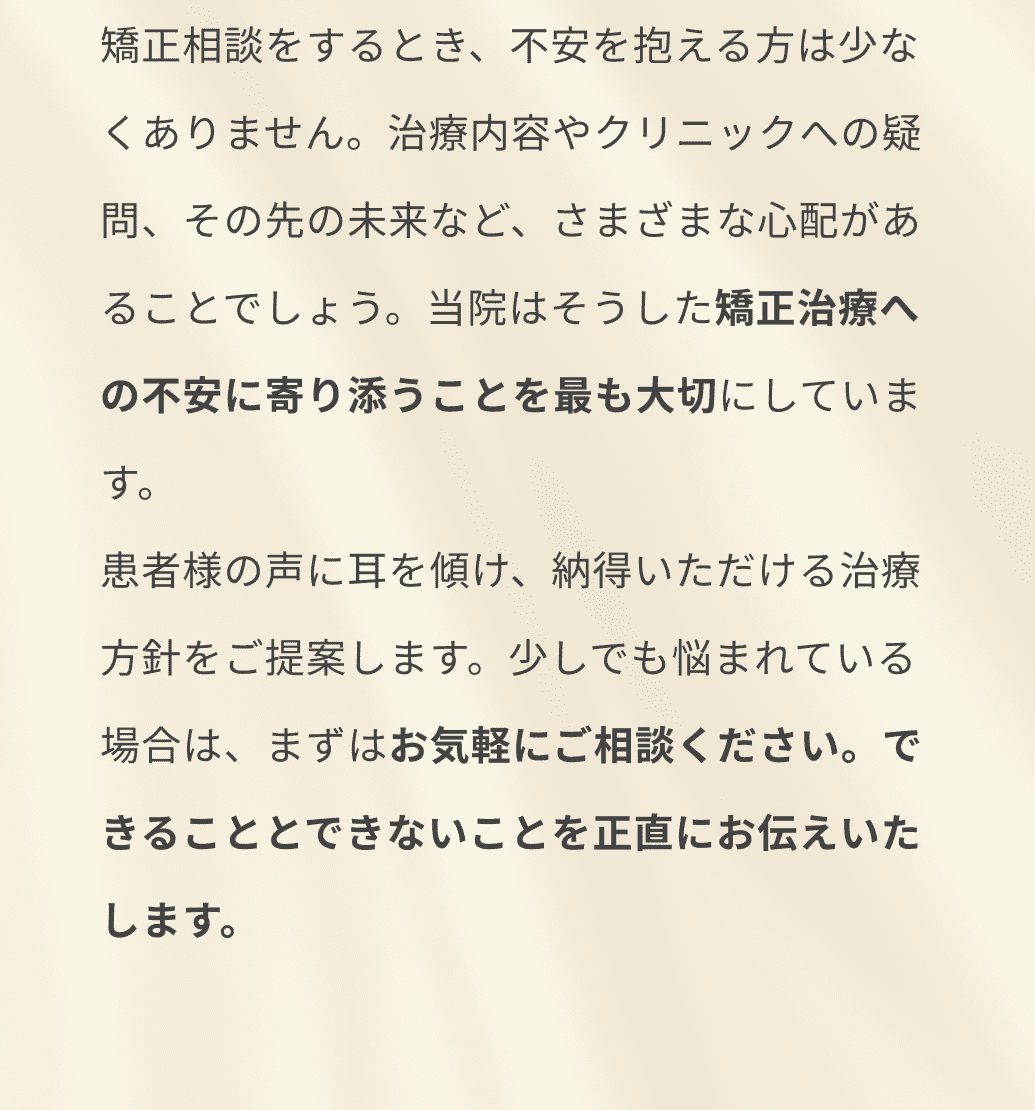 矯正相談をするとき、不安を抱える方は少な
くありません。治療内容やクリニックへの疑
問、その先の未来など、さまざまな心配があ
ることでしょう。当院はそうした矯正治療へ
の不安に寄り添うことを最も大切にしていま
す。
患者様の声に耳を傾け、納得いただける治療
方針をご提案します。少しでも悩まれている
場合は、まずはお気軽にご相談ください。で
きることとできないことを正直にお伝えいた
します。